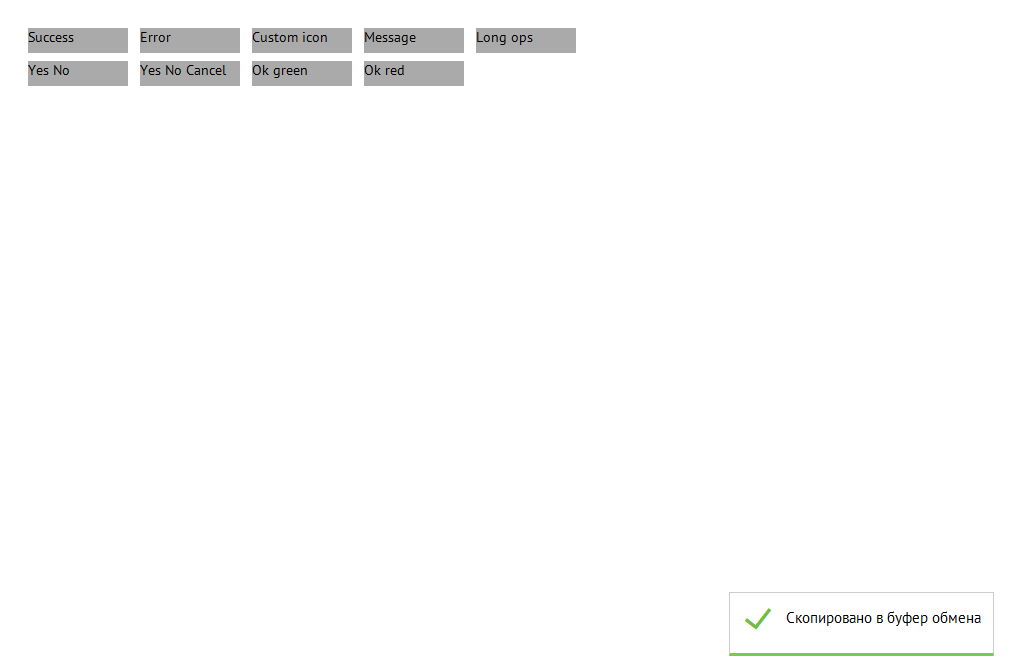 Success Error Custom icon Message Long ops
Yes No Yes No Cancel Ok green Ok red
Скопировано в буфер обмена